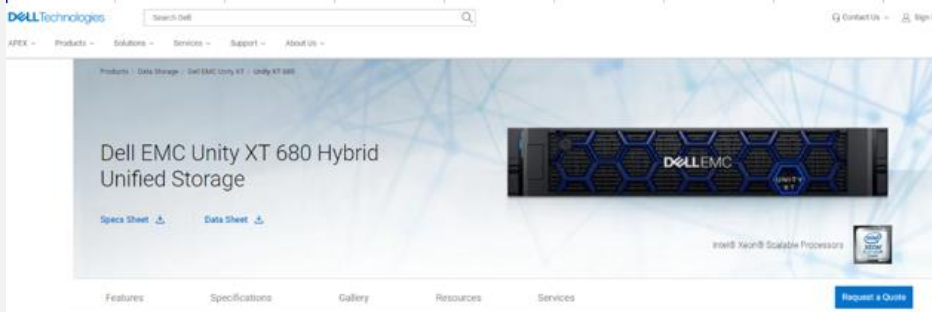 DELLTechnologies
Search Dell
Contact Us
Sign
APEX Products Solutions Services Support About Us
Products Data Storage Dell EMC Unity XT Unity XT 680
Dell EMC Unity XT 680 Hybrid
Unified Storage
DELLEMC
UNITY
XT
Specs Sheet Data Sheet
Intel® Xeon® Scalable Processors
Features Specifications Gallery Resources Services
Request a Quote